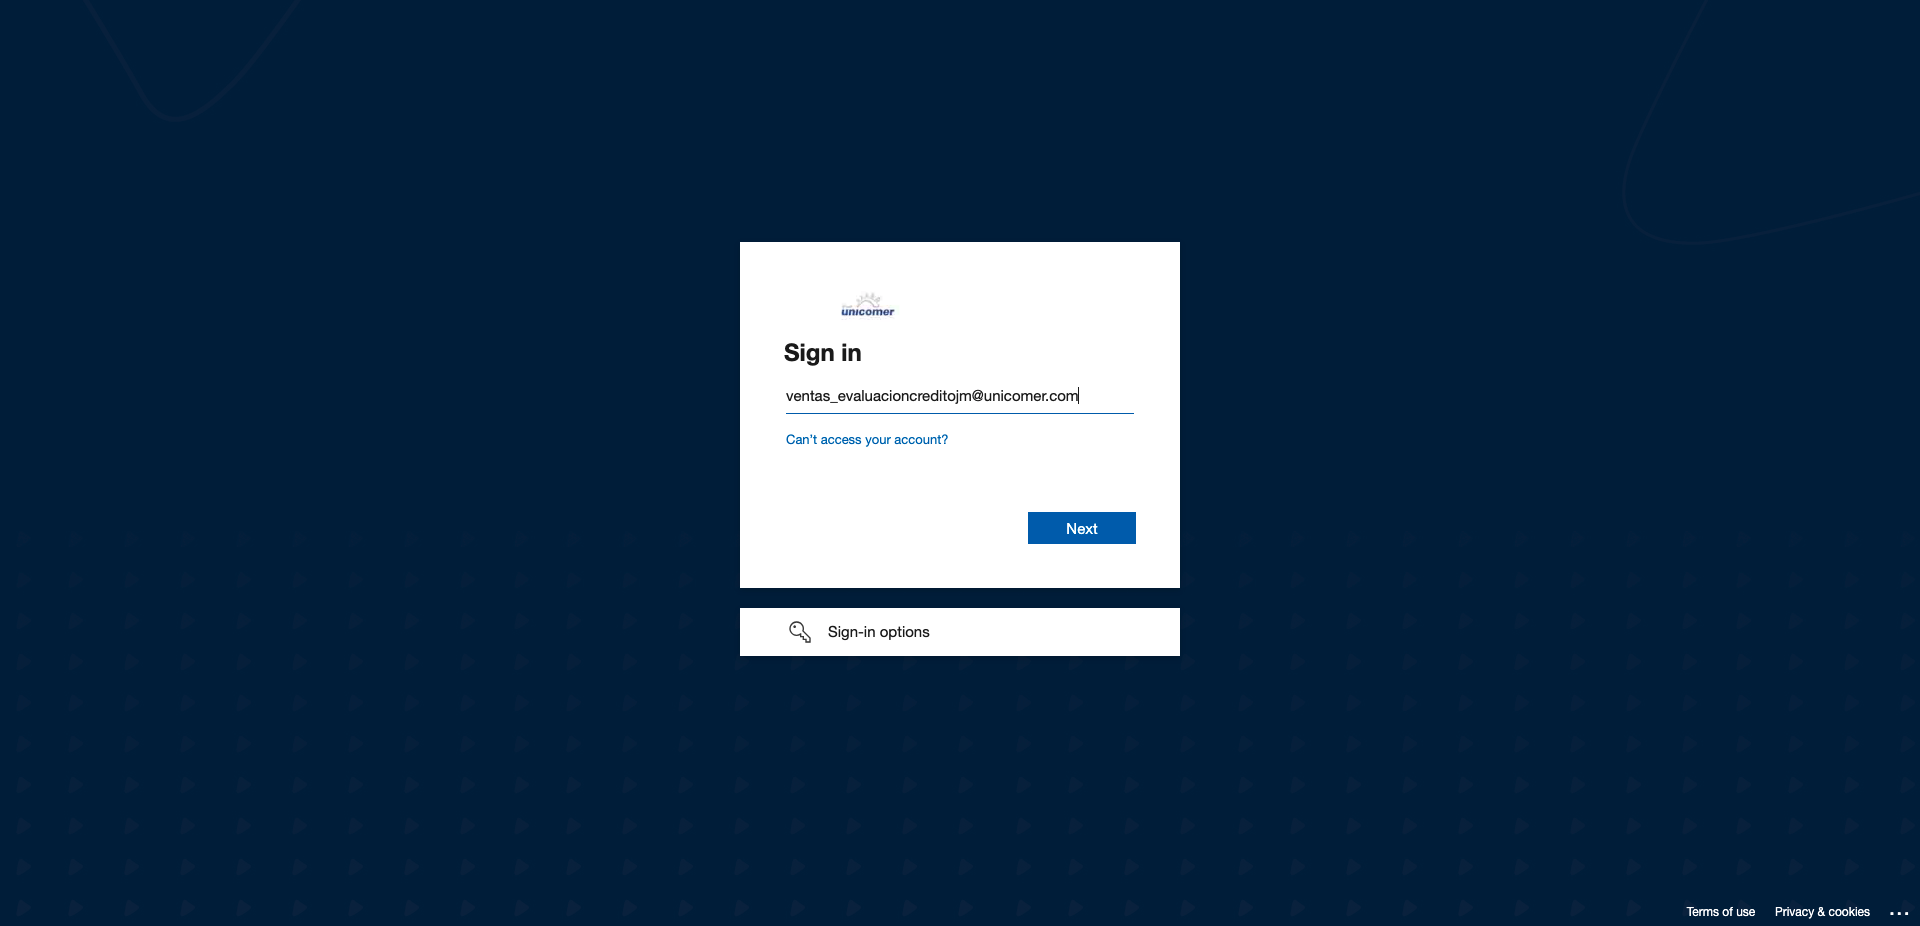 unicomer
Sign in
ventas_evaluacioncreditojm@unicomer.com
Can't access your account?
Next
Sign-in options
Terms of use
Privacy & cookies
...